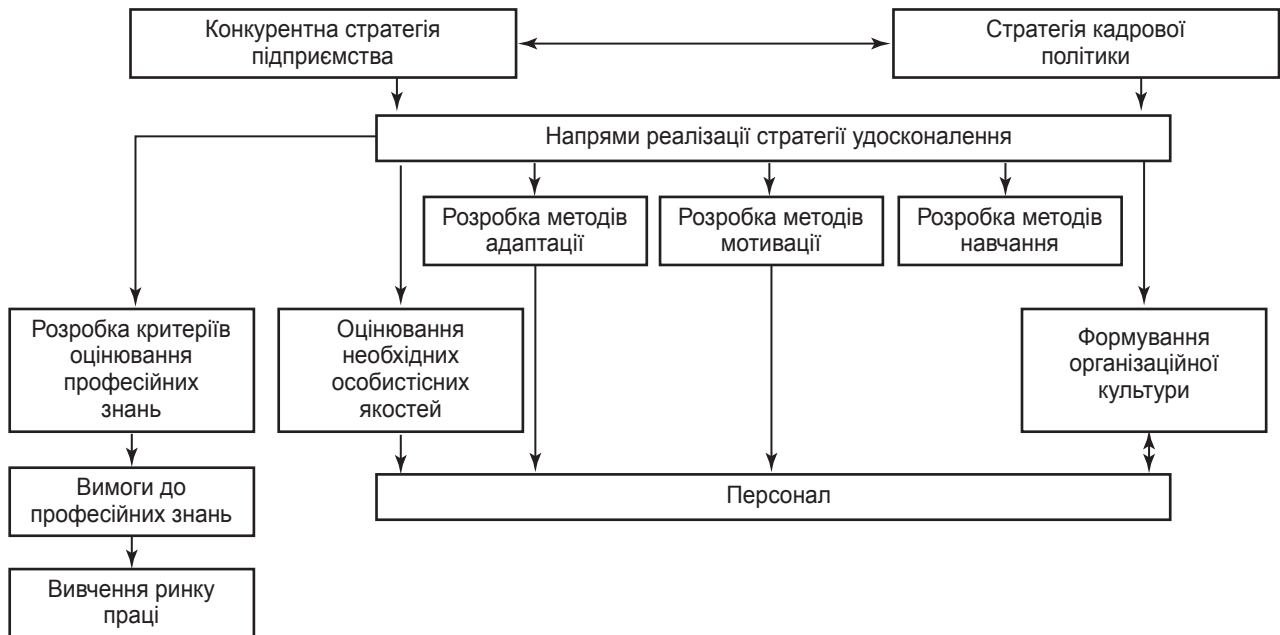 Конкурентна стратегія
підприємства
Стратегія кадрової
політики
Напрями реалізації стратегії удосконалення
Розробка методів
адаптації
Розробка методів
мотивації
Розробка методів
навчання
Розробка критеріїв
оцінювання
професійних
знань
Оцінювання
необхідних
особистісних
якостей
Формування
організаційної
культури
Вимоги до
професійних знань
Персонал
Вивчення ринку
праці